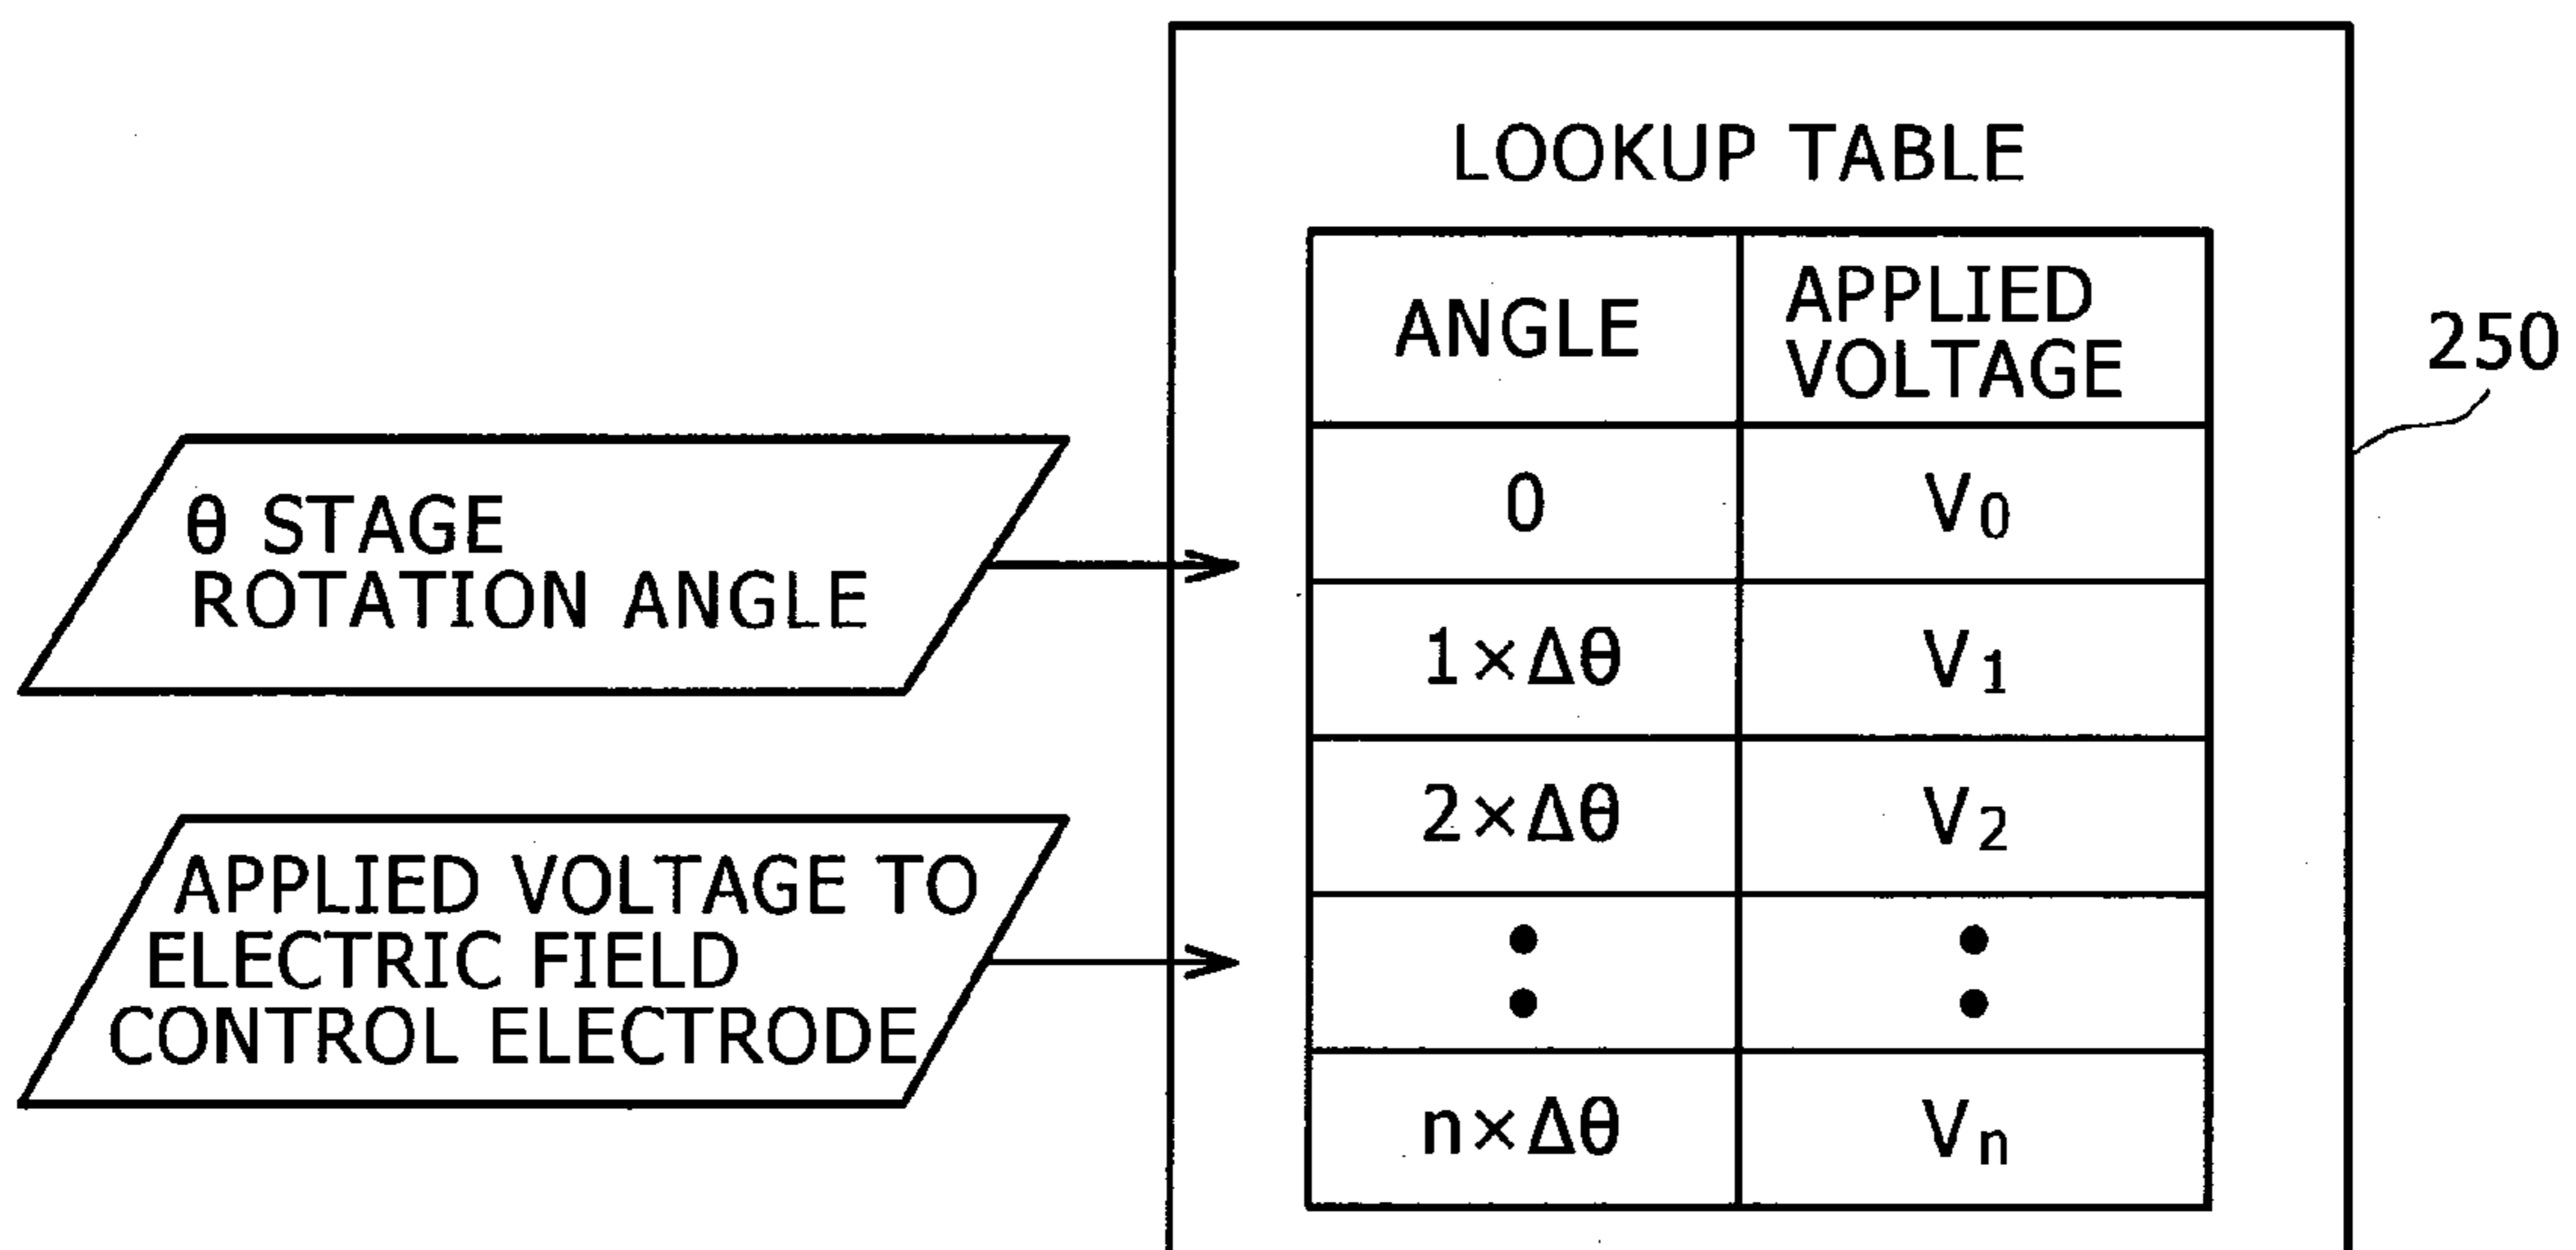 LOOKUP TABLE
ANGLE
APPLIED
VOLTAGE
250
0
V0
θ STAGE
ROTATION ANGLE
1×Δθ
V1
2×Δθ
V2
APPLIED VOLTAGE TO
ELECTRIC FIELD
CONTROL ELECTRODE
n×Δθ
Vn